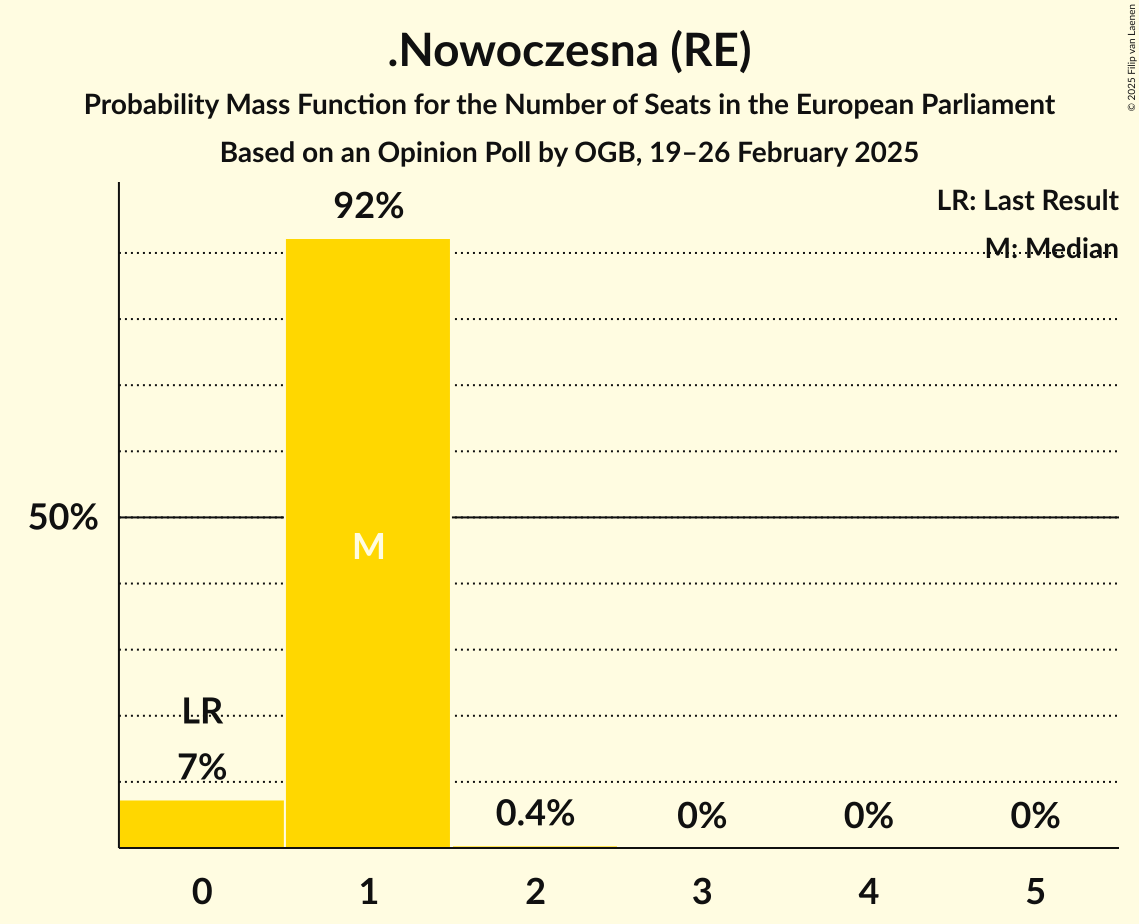 .Nowoczesna (RE)
Probability Mass Function for the Number of Seats in the European Parliament
Based on an Opinion Poll by OGB, 19–26 February 2025
© 2025 Filip van Laenen
LR: Last Result
M: Median
92%
50%
M
LR
7%
0.4%
0%
0%
0%
0
1
2
3
4
5